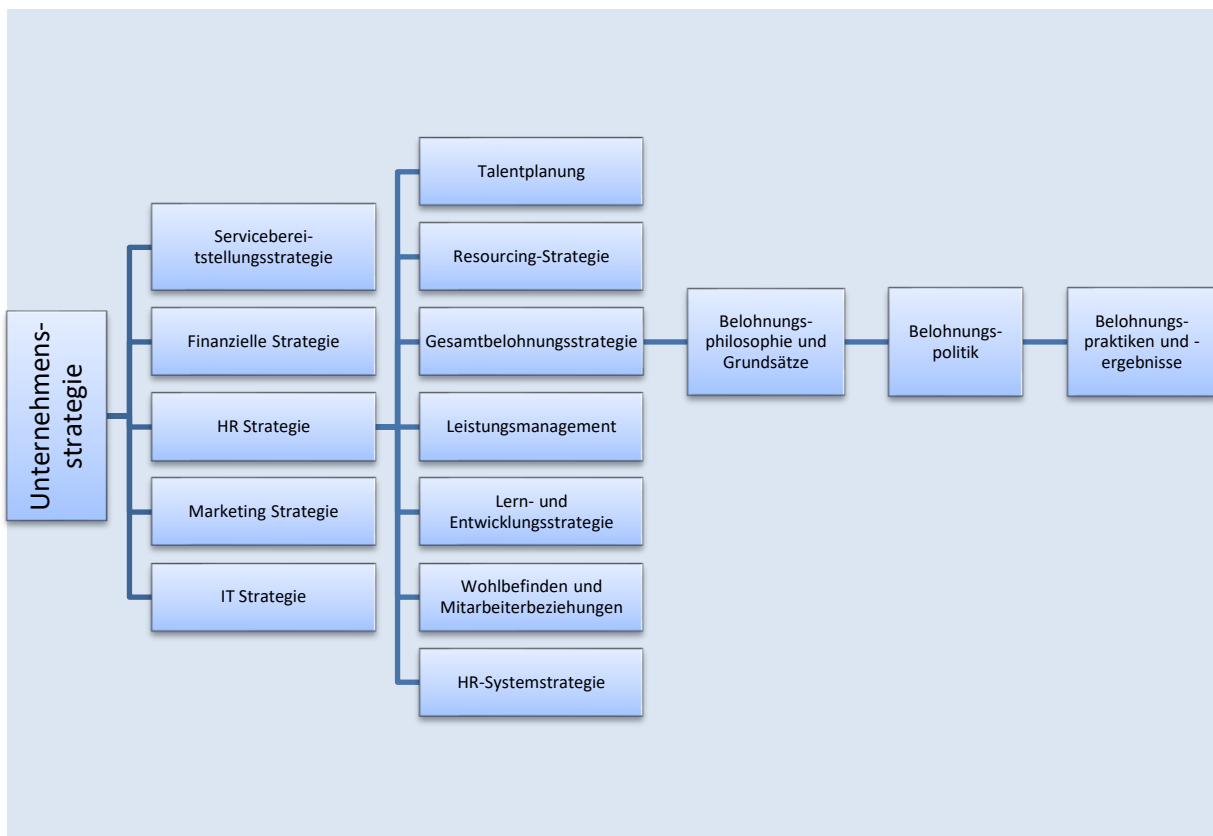 Unternehmens-
strategie
Serviceberei-
tstellungsstrategie
Finanzielle Strategie
HR Strategie
Marketing Strategie
IT Strategie
Talentplanung
Resourcing-Strategie
Gesamtbelohnungsstrategie
Leistungsmanagement
Lern- und
Entwicklungsstrategie
Wohlbefinden und
Mitarbeiterbeziehungen
HR-Systemstrategie
Belohnungs-
philosophie und
Grundsätze
Belohnungs-
politik
Belohnungs-
praktiken und -
ergebnisse